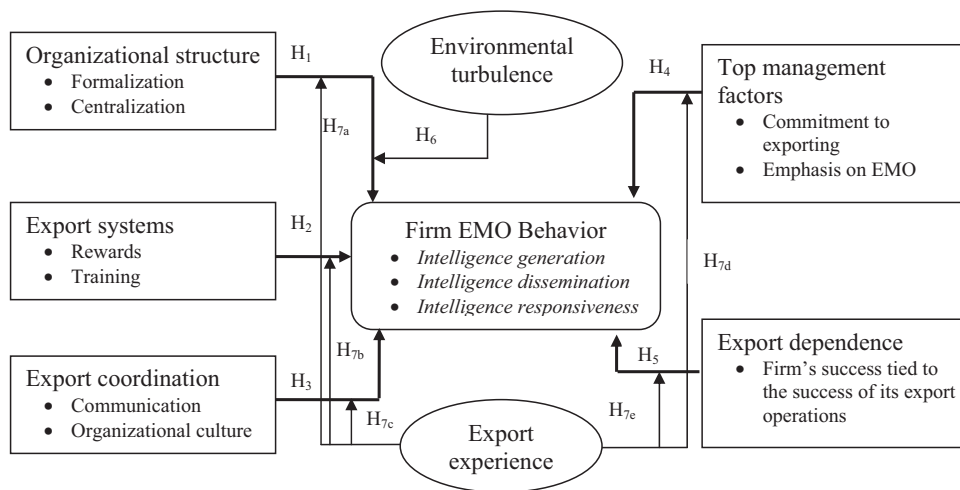 Organizational structure
• Formalization
• Centralization
H1
Environmental
turbulence
H4
Top management
factors
• Commitment to
exporting
• Emphasis on EMO
H7a
H6
Export systems
• Rewards
• Training
H2
Firm EMO Behavior
• Intelligence generation
• Intelligence dissemination
• Intelligence responsiveness
H7d
H7b
Export coordination
• Communication
• Organizational culture
H3
H7c
Export
experience
H5
H7e
Export dependence
• Firm’s success tied to
the success of its export
operations